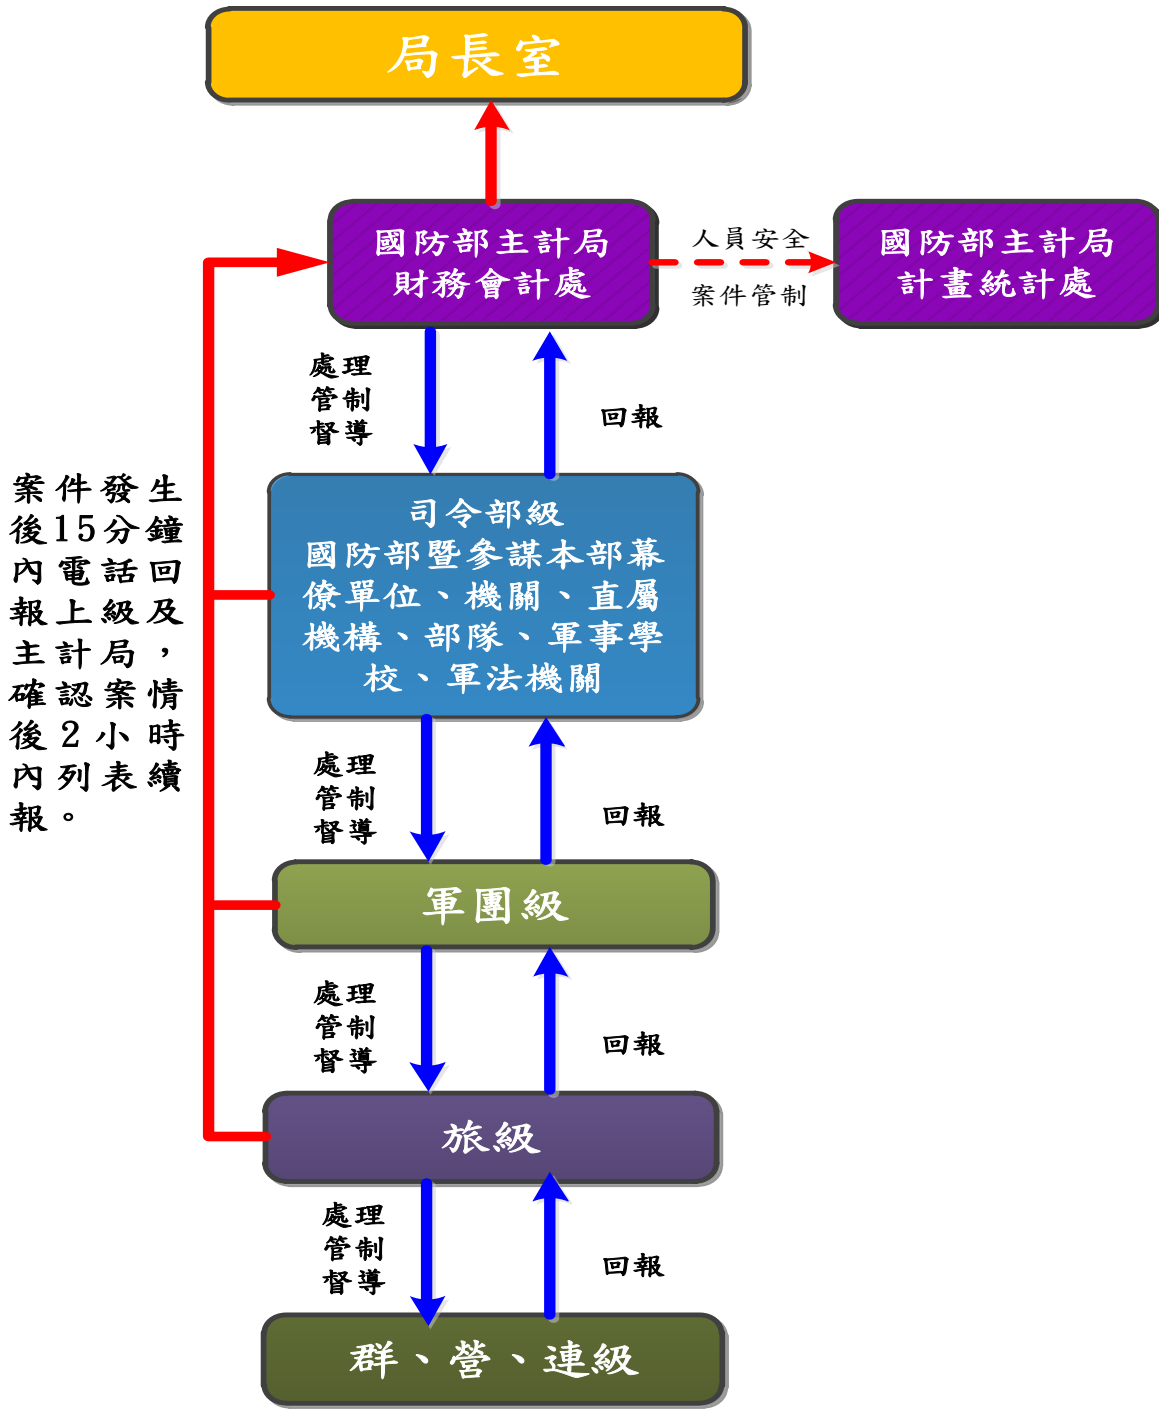 局長室
國防部主計局
財務會計處
人員安全
案件管制
國防部主計局
計畫統計處
處理
管制
督導
回報
案件發生
後15分鐘
內電話回
報上級及
主計局，
確認案情
後2小時
內列表續
報。
司令部級
國防部暨參謀本部幕
僚單位、機關、直屬
機構、部隊、軍事學
校、軍法機關
處理
管制
督導
回報
軍團級
處理
管制
督導
回報
旅級
處理
管制
督導
回報
群、營、連級